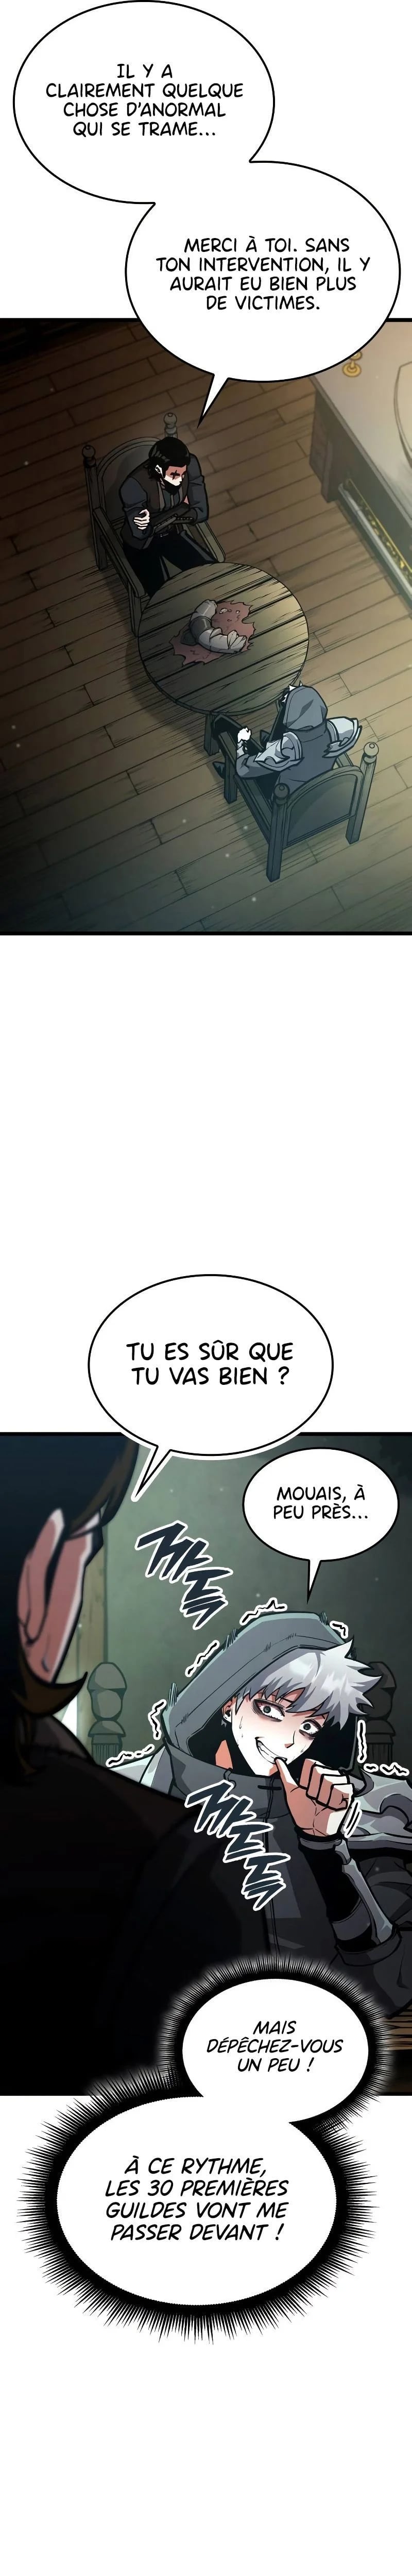 IL Y A
CLAIREMENT QUELQUE
CHOSE D'ANORMAL
QUI SE TRAME...
MERCI À TOI. SANS
TON INTERVENTION, IL Y
AURAIT EU BIEN PLUS
DE VICTIMES.
TU ES SÛR QUE
TU VAS BIEN ?
MOUAIS, À
PEU PRÈS...
MAIS
DÉPÊCHEZ-VOUS
UN PEU !
À CE RYTHME,
LES 30 PREMIÈRES
GUILDES VONT ME
PASSER DEVANT !